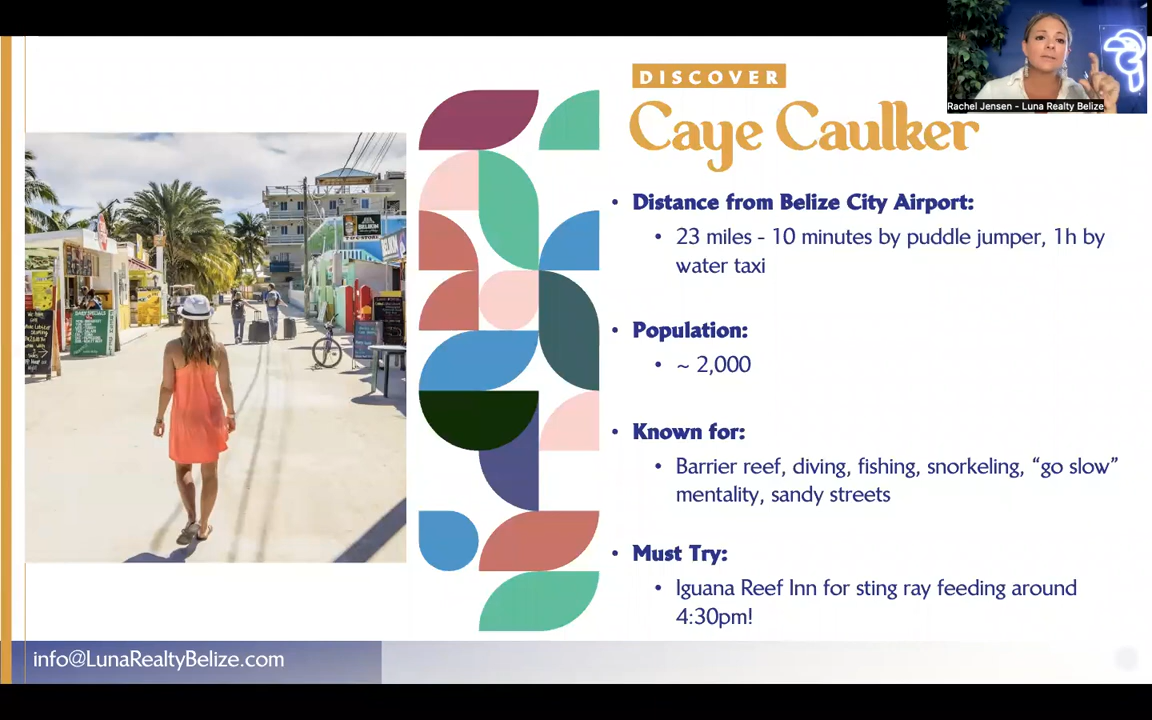 DISCOVER
Caye Caulker
Rachel Jensen - Luna Realty Belize
• Distance from Belize City Airport:
• 23 miles - 10 minutes by puddle jumper, 1h by
water taxi
• Population:
• ~ 2,000
• Known for:
• Barrier reef, diving, fishing, snorkeling, “go slow”
mentality, sandy streets
• Must Try:
• Iguana Reef Inn for sting ray feeding around
4:30pm!
BELIKIN
info@LunaRealtyBelize.com